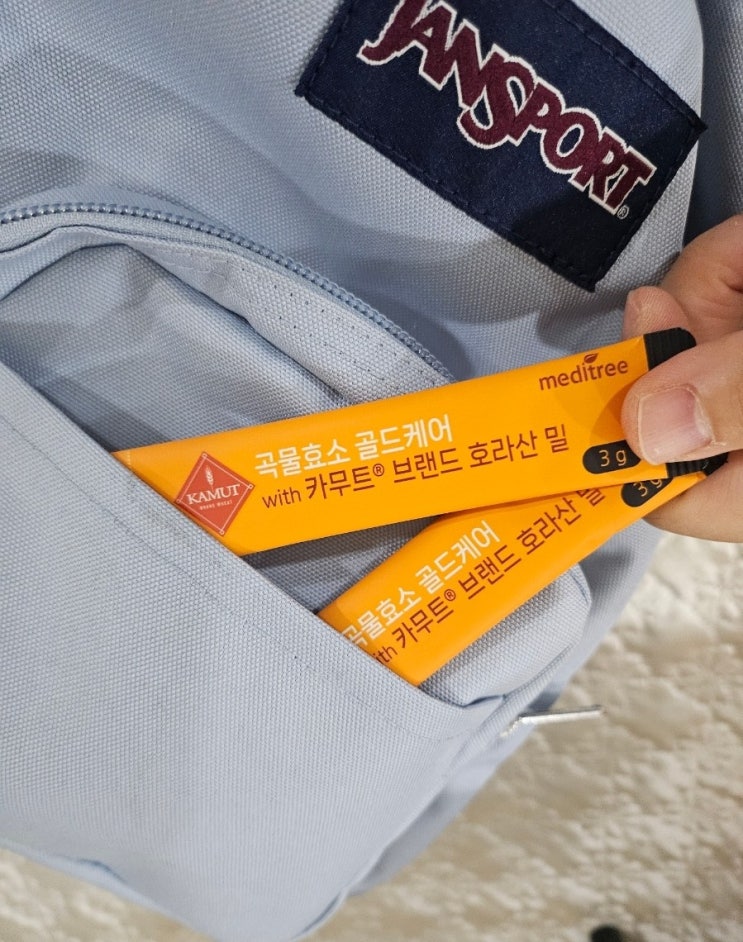 JANSPORT®
meditree
곡물효소 골드케어
with 카무트® 브랜드 호라산 밀
3 g
KAMUT
곡물효소 골드케어
with 카무트® 브랜드 호라산 밀
3g